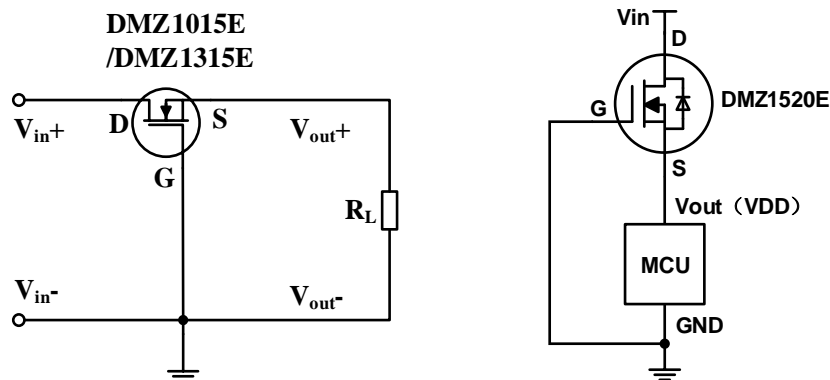 DMZ1015E
/DMZ1315E
Vin+
D
S
Vout+
G
RL
Vin-
Vout-
Vin
D
DMZ1520E
G
S
Vout（VDD）
MCU
GND